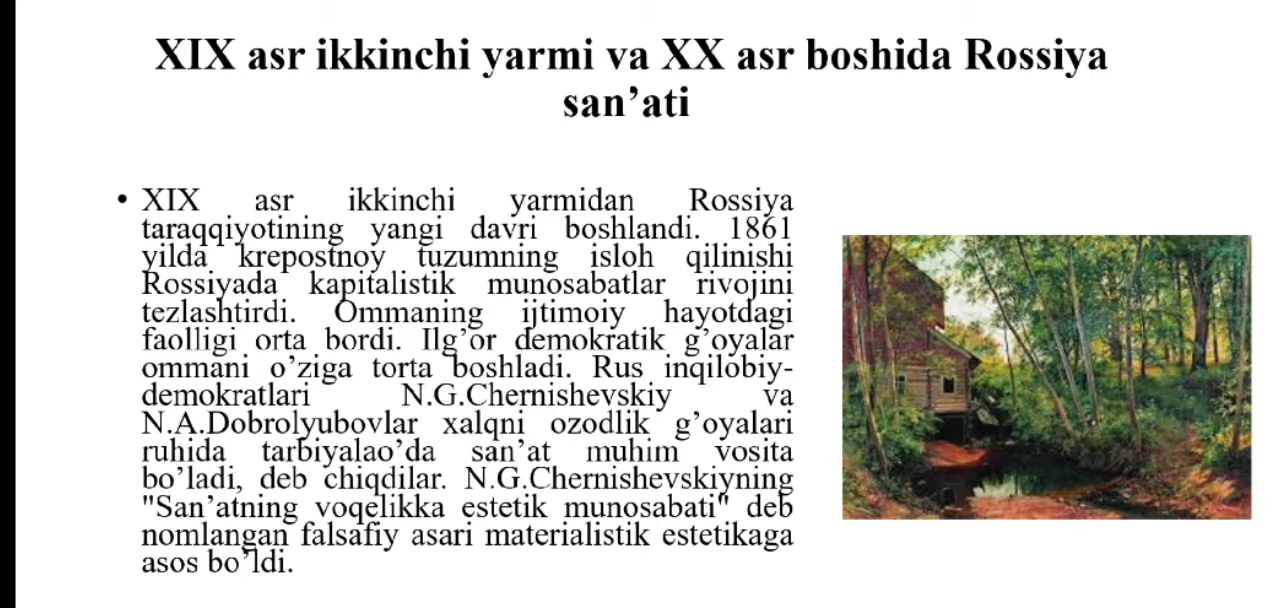 XIX asr ikkinchi yarmi va XX asr boshida Rossiya
san’ati
• XIX asr ikkinchi yarmidan Rossiya
taraqqiyotining yangi davri boshlandi. 1861
yilda krepostnoy tuzumning isloh qilinishi
Rossiyada kapitalistik munosabatlar rivojini
tezlashtirdi. Ommaning ijtimoiy hayotdagi
faolligi orta bordi. Ilg’or demokratik g’oyalar
ommani o’ziga torta boshladi. Rus inqilobiy-
demokratlari N.G.Chernishevskiy va
N.A.Dobrolyubovlar xalqni ozodlik g’oyalari
ruhida tarbiyalao’da san’at muhim vosita
bo’ladi, deb chiqdilar. N.G.Chernishevskiyning
"San’atning voqelikka estetik munosabati" deb
nomlangan falsafiy asari materialistik estetikaga
asos bo’ldi.